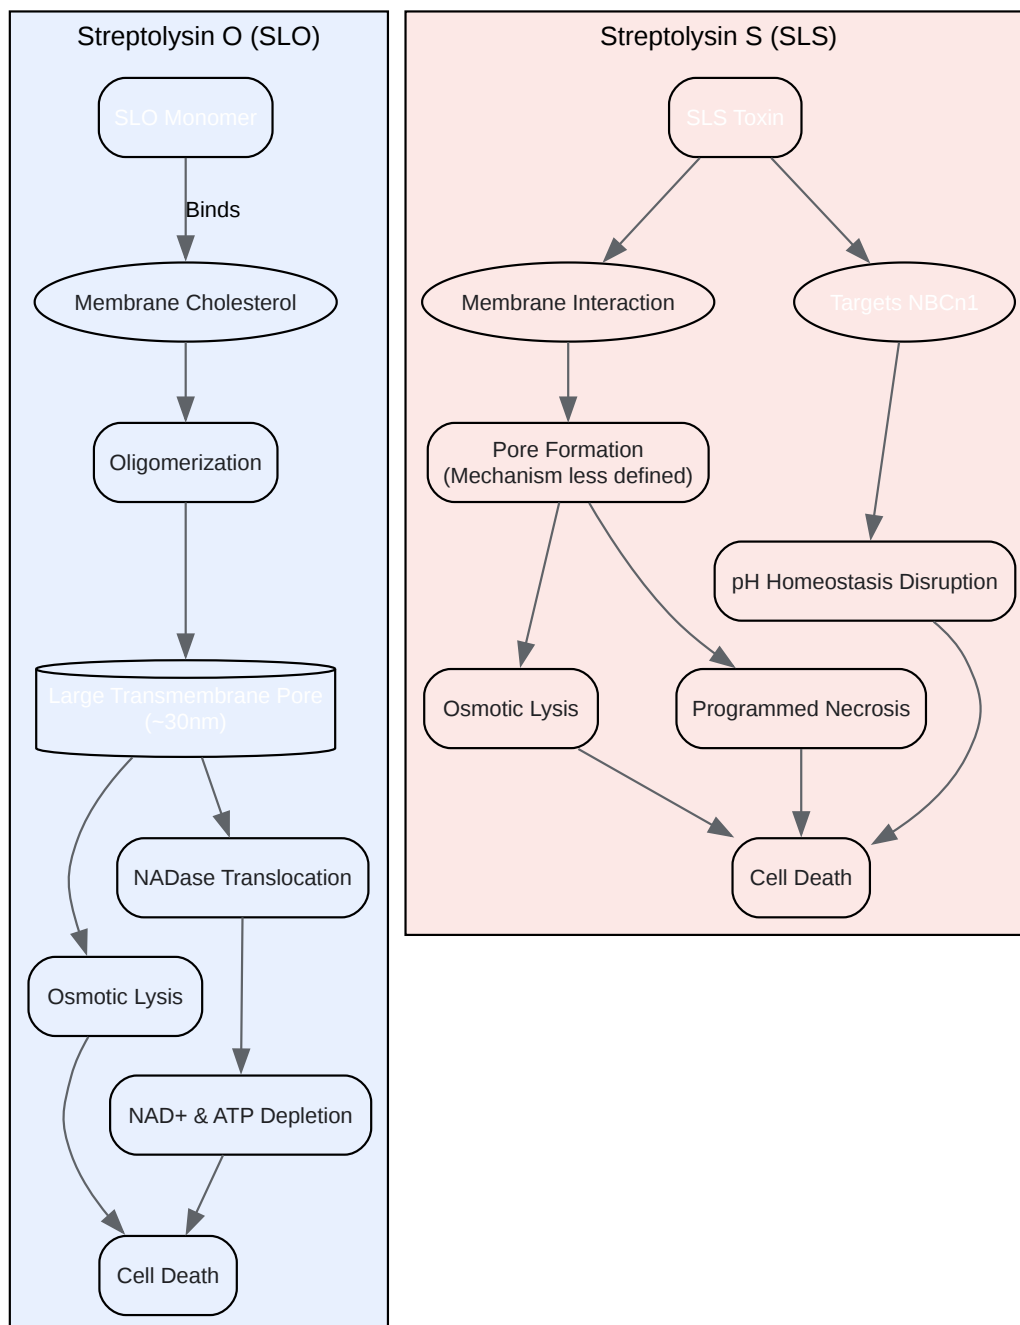 Streptolysin O (SLO)
SLO Monomer
Binds
Membrane Cholesterol
Oligomerization
Large Transmembrane Pore
(~30nm)
NADase Translocation
Osmotic Lysis
NAD+ & ATP Depletion
Cell Death
Streptolysin S (SLS)
SLS Toxin
Membrane Interaction
Targets NBCn1
Pore Formation
(Mechanism less defined)
pH Homeostasis Disruption
Osmotic Lysis
Programmed Necrosis
Cell Death